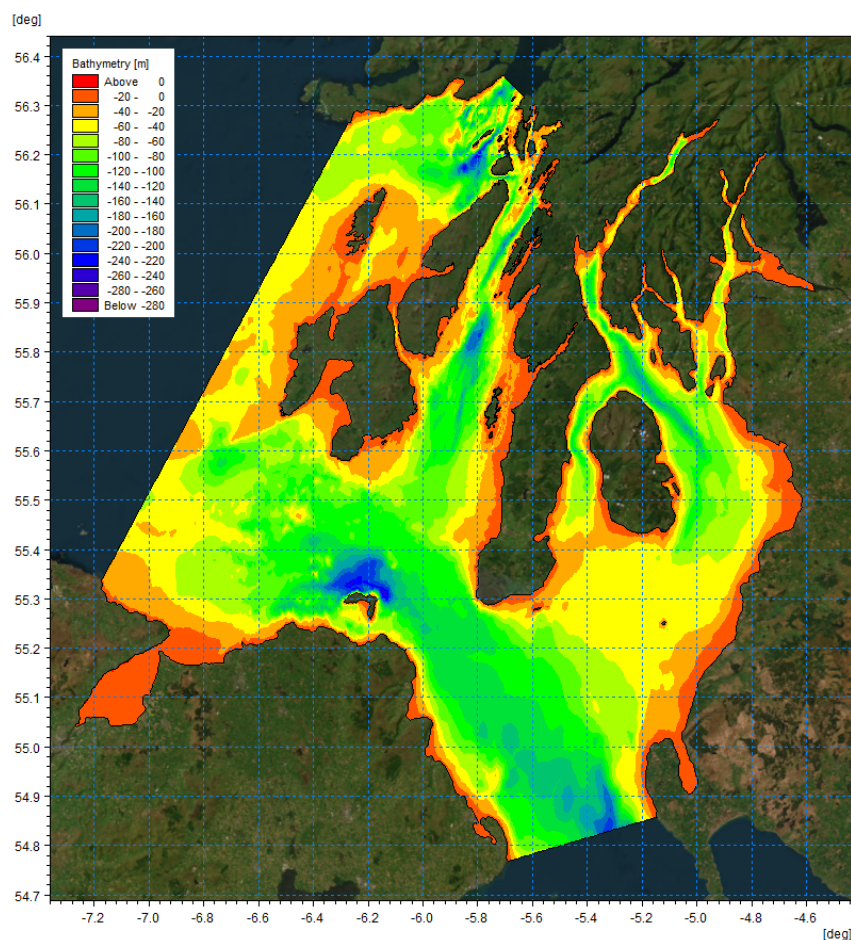 [deg]
56.4
56.3
56.2
56.1
56.0
55.9
55.8
55.7
55.6
55.5
55.4
55.3
55.2
55.1
55.0
54.9
54.8
54.7
Bathymetry [m]
Above 0
-20 - 0
-40 - -20
-60 - -40
-80 - -60
-100 - -80
-120 - -100
-140 - -120
-160 - -140
-180 - -160
-200 - -180
-220 - -200
-240 - -220
-260 - -240
-280 - -260
Below -280
-7.2 -7.0 -6.8 -6.6 -6.4 -6.2 -6.0 -5.8 -5.6 -5.4 -5.2 -5.0 -4.8 -4.6
[deg]